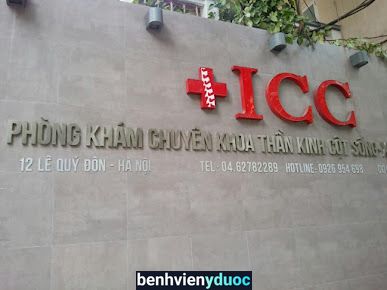 ICC
PHÒNG KHÁM CHUYÊN KHOA THẦN KINH CỘT SỐNG
12 LÊ QUÝ ĐÔN - HÀ NỘI TEL: 04.62782289 HOTLINE: 0926 954 698
benhvienyduoc